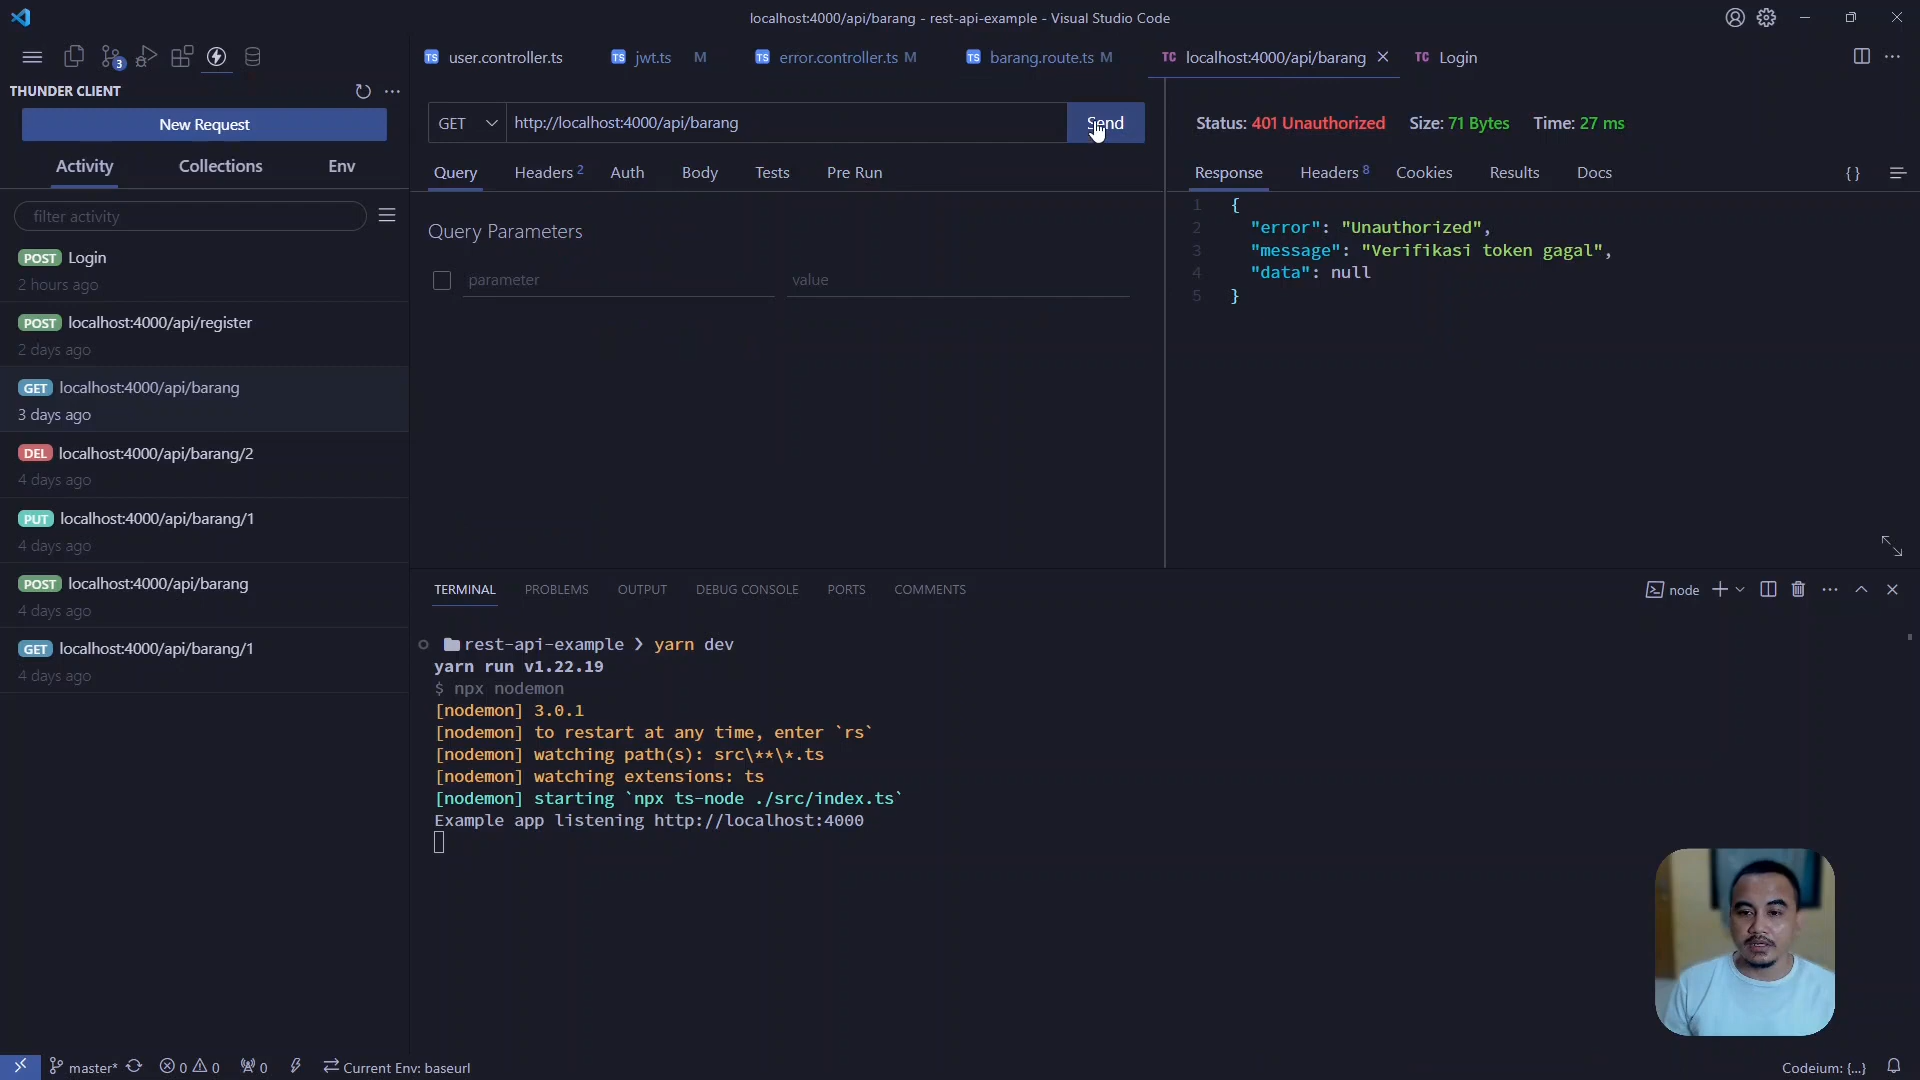 localhost:4000/api/barang - rest-api-example - Visual Studio Code
3
TS user.controller.ts
TS jwt.ts M
TS error.controller.ts M
TS barang.route.ts M
TC localhost:4000/api/barang
TC Login
THUNDER CLIENT
New Request
Activity Collections Env
filter activity
POST Login
2 hours ago
POST localhost:4000/api/register
2 days ago
GET localhost:4000/api/barang
3 days ago
DEL localhost:4000/api/barang/2
4 days ago
PUT localhost:4000/api/barang/1
4 days ago
POST localhost:4000/api/barang
4 days ago
GET localhost:4000/api/barang/1
4 days ago
GET http://localhost:4000/api/barang Send
Query Headers 2 Auth Body Tests Pre Run
Query Parameters
parameter value
Status: 401 Unauthorized Size: 71 Bytes Time: 27 ms
Response Headers 8 Cookies Results Docs { }
1 {
2 "error": "Unauthorized",
3 "message": "Verifikasi token gagal",
4 "data": null
5 }
TERMINAL PROBLEMS OUTPUT DEBUG CONSOLE PORTS COMMENTS
node
rest-api-example ❯ yarn dev
yarn run v1.22.19
$ npx nodemon
[nodemon] 3.0.1
[nodemon] to restart at any time, enter `rs`
[nodemon] watching path(s): src\**\*.ts
[nodemon] watching extensions: ts
[nodemon] starting `npx ts-node ./src/index.ts`
Example app listening http://localhost:4000
master* 0 0 0 Current Env: baseurl
Codeium: {...}